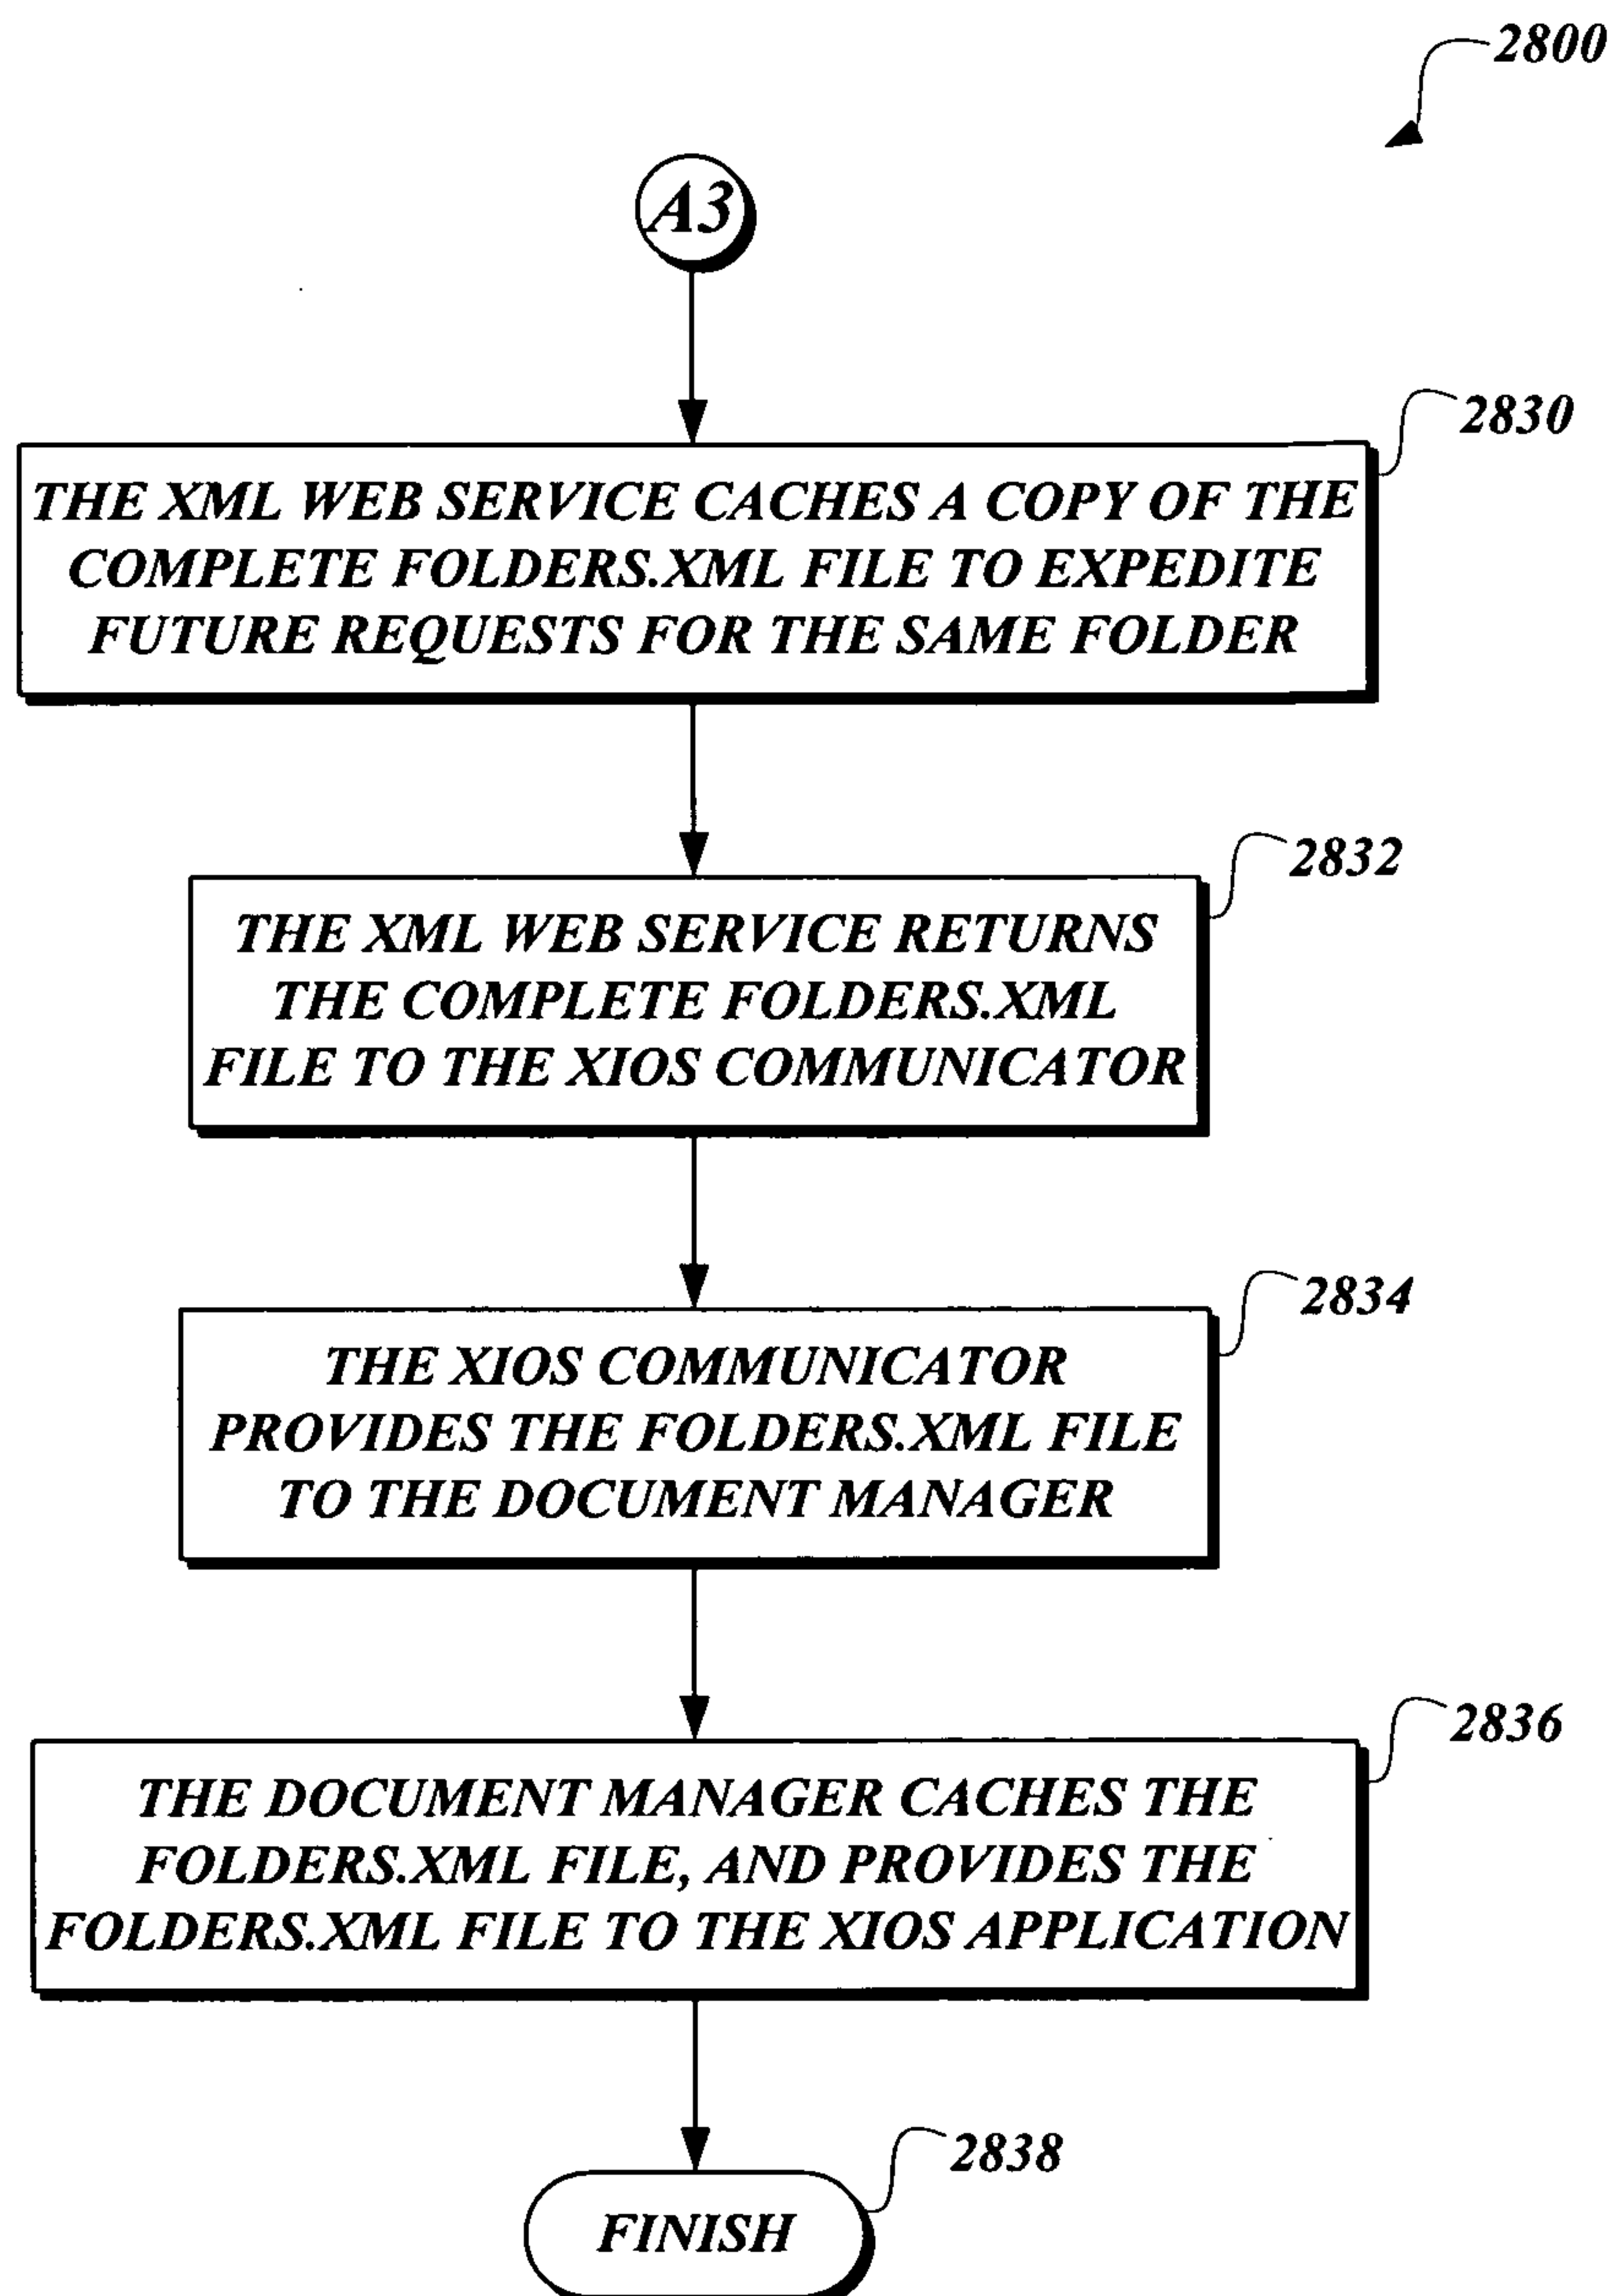 2800
A3
2830
THE XML WEB SERVICE CACHES A COPY OF THE
COMPLETE FOLDERS.XML FILE TO EXPEDITE
FUTURE REQUESTS FOR THE SAME FOLDER
2832
THE XML WEB SERVICE RETURNS
THE COMPLETE FOLDERS.XML
FILE TO THE XIOS COMMUNICATOR
2834
THE XIOS COMMUNICATOR
PROVIDES THE FOLDERS.XML FILE
TO THE DOCUMENT MANAGER
2836
THE DOCUMENT MANAGER CACHES THE
FOLDERS.XML FILE, AND PROVIDES THE
FOLDERS.XML FILE TO THE XIOS APPLICATION
2838
FINISH